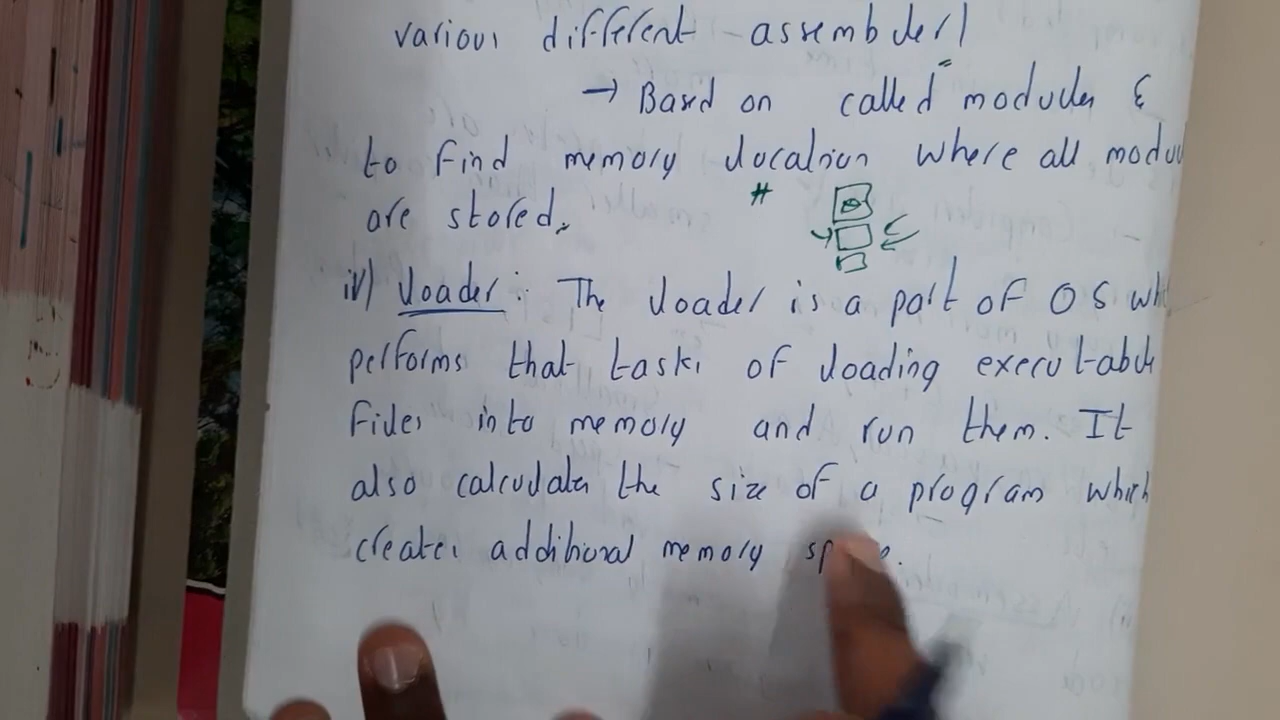 various different assemblers
→ Based on called modules &
to find memory location where all modu
are stored.
#
iv) Loader: The loader is a part of OS wh
performs that tasks of loading executable
files into memory and run them. It
also calculates the size of a program which
creates additional memory